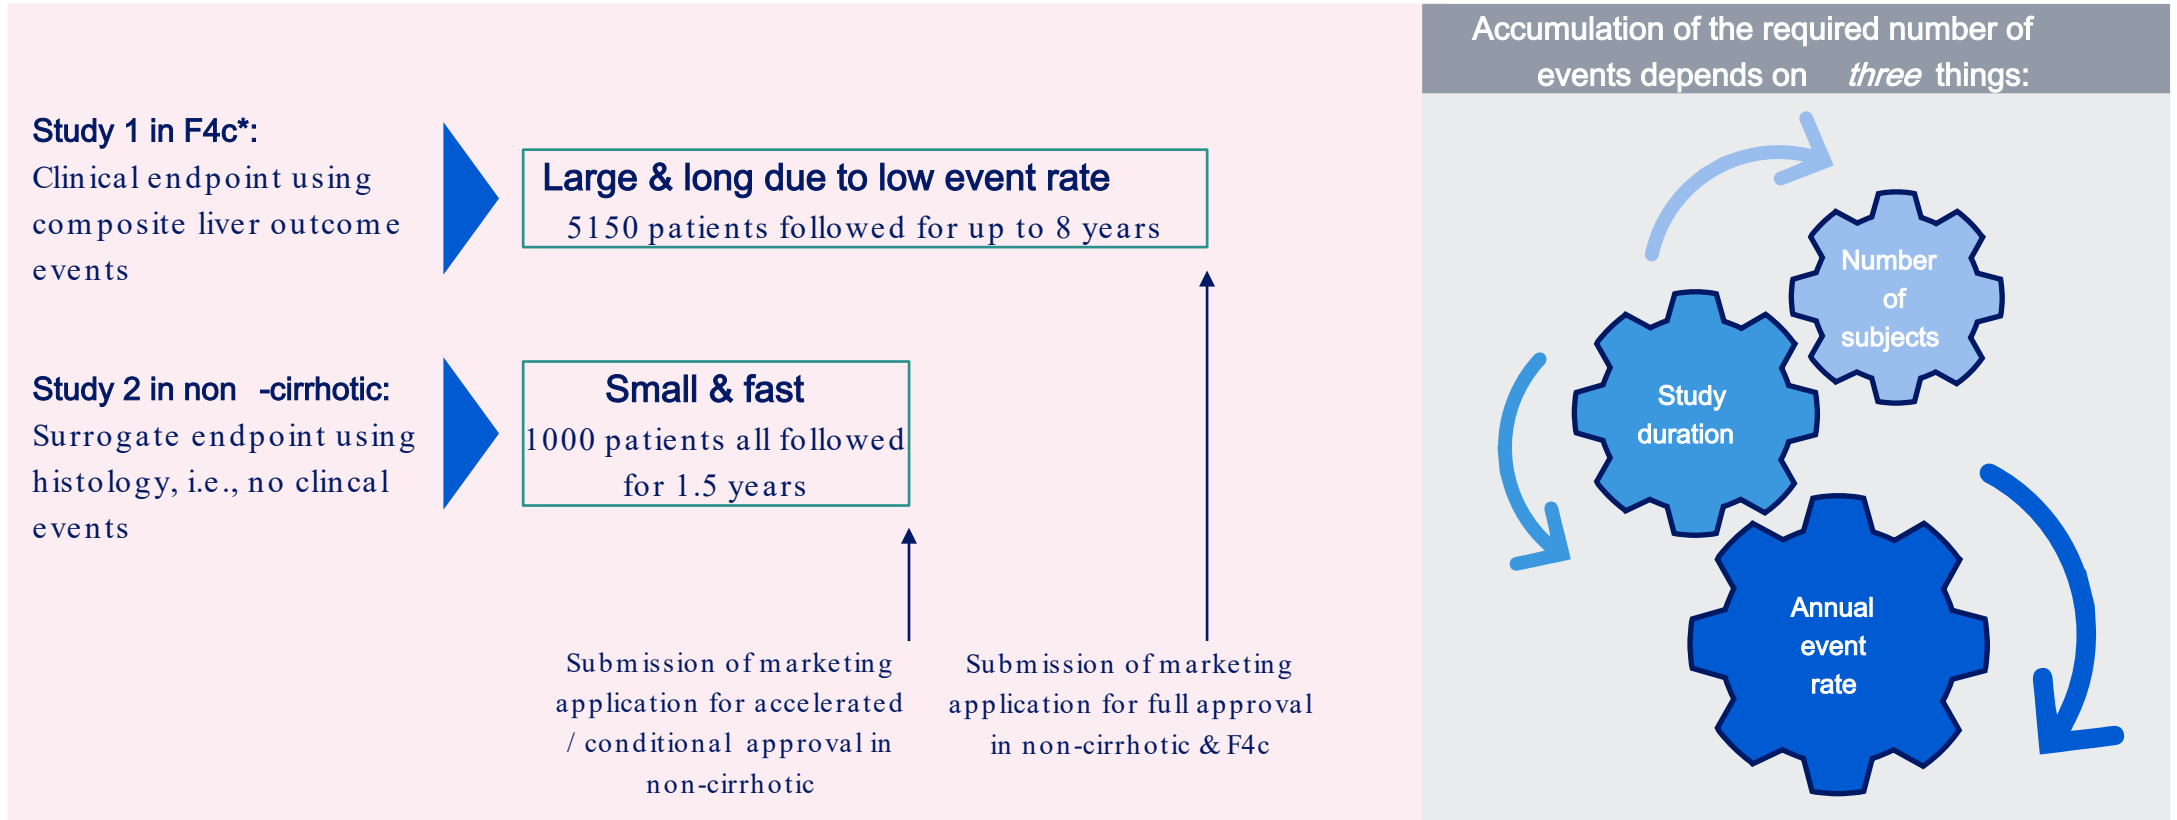 Accumulation of the required number of
events depends on three things:
Study 1 in F4c*:
Clinical endpoint using
composite liver outcome
events
Large & long due to low event rate
5150 patients followed for up to 8 years
Study 2 in non -cirrhotic:
Surrogate endpoint using
histology, i.e., no clincal
events
Small & fast
1000 patients all followed
for 1.5 years
Submission of marketing
application for accelerated
/ conditional approval in
non-cirrhotic
Submission of marketing
application for full approval
in non-cirrhotic & F4c
Number
of
subjects
Study
duration
Annual
event
rate